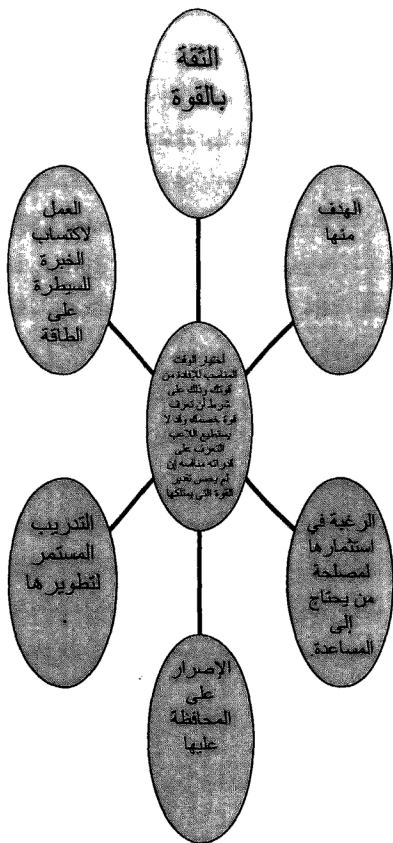 الثقة
بالقوة
الهدف
منها
العمل
لاكتساب
الخبرة
للسيطرة
على
الطاقة
اختيار الوقت
المناسب للإفادة من
قوتك وذلك على
شرط أن تعرف
قوة خصمك وقد لا
يستطيع اللاعب
التعرف على
قدراته منافسه إن
لم يحسن تقدير
القوة التي يمتلكها
الرغبة في
استثمارها
لمصلحة
من يحتاج
إلى
المساعدة.
التدريب
المستمر
لتطويرها
.
الإصرار
على
المحافظة
عليها